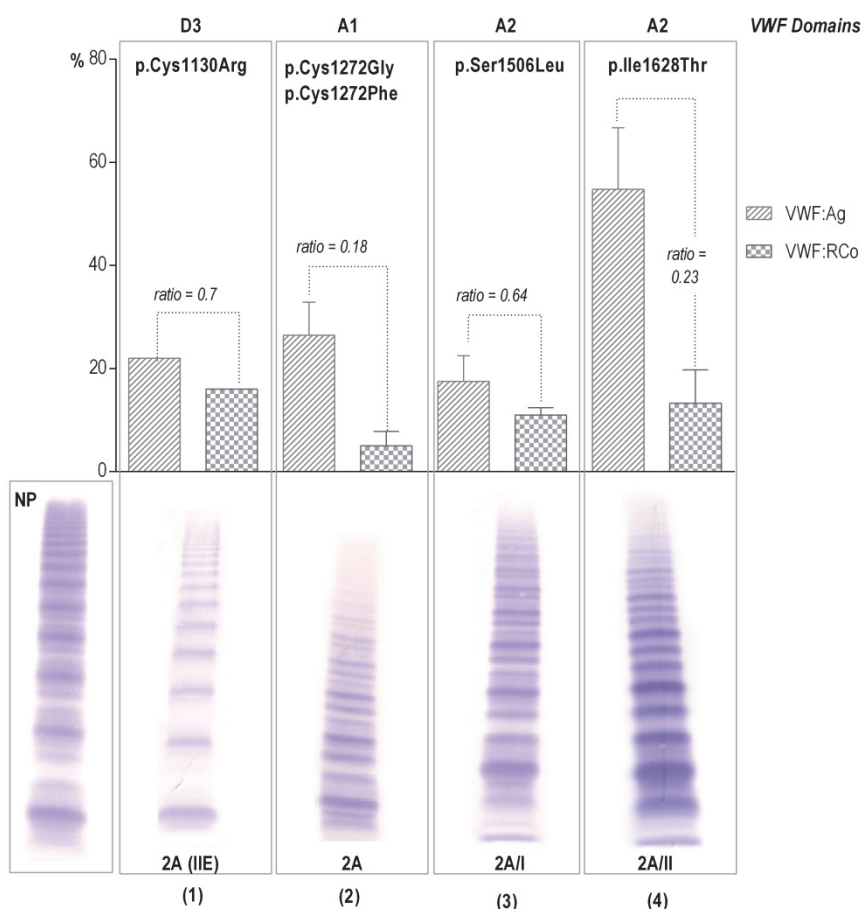 D3 A1 A2 A2 VWF Domains
% 80
p.Cys1130Arg p.Cys1272Gly p.Ser1506Leu p.Ile1628Thr
p.Cys1272Phe
60
VWF:Ag
VWF:RCo
ratio = 0.18
ratio =
0.23
40
ratio = 0.7
ratio = 0.64
20
0
NP
2A (IIE) 2A 2A/I 2A/II
(1) (2) (3) (4)